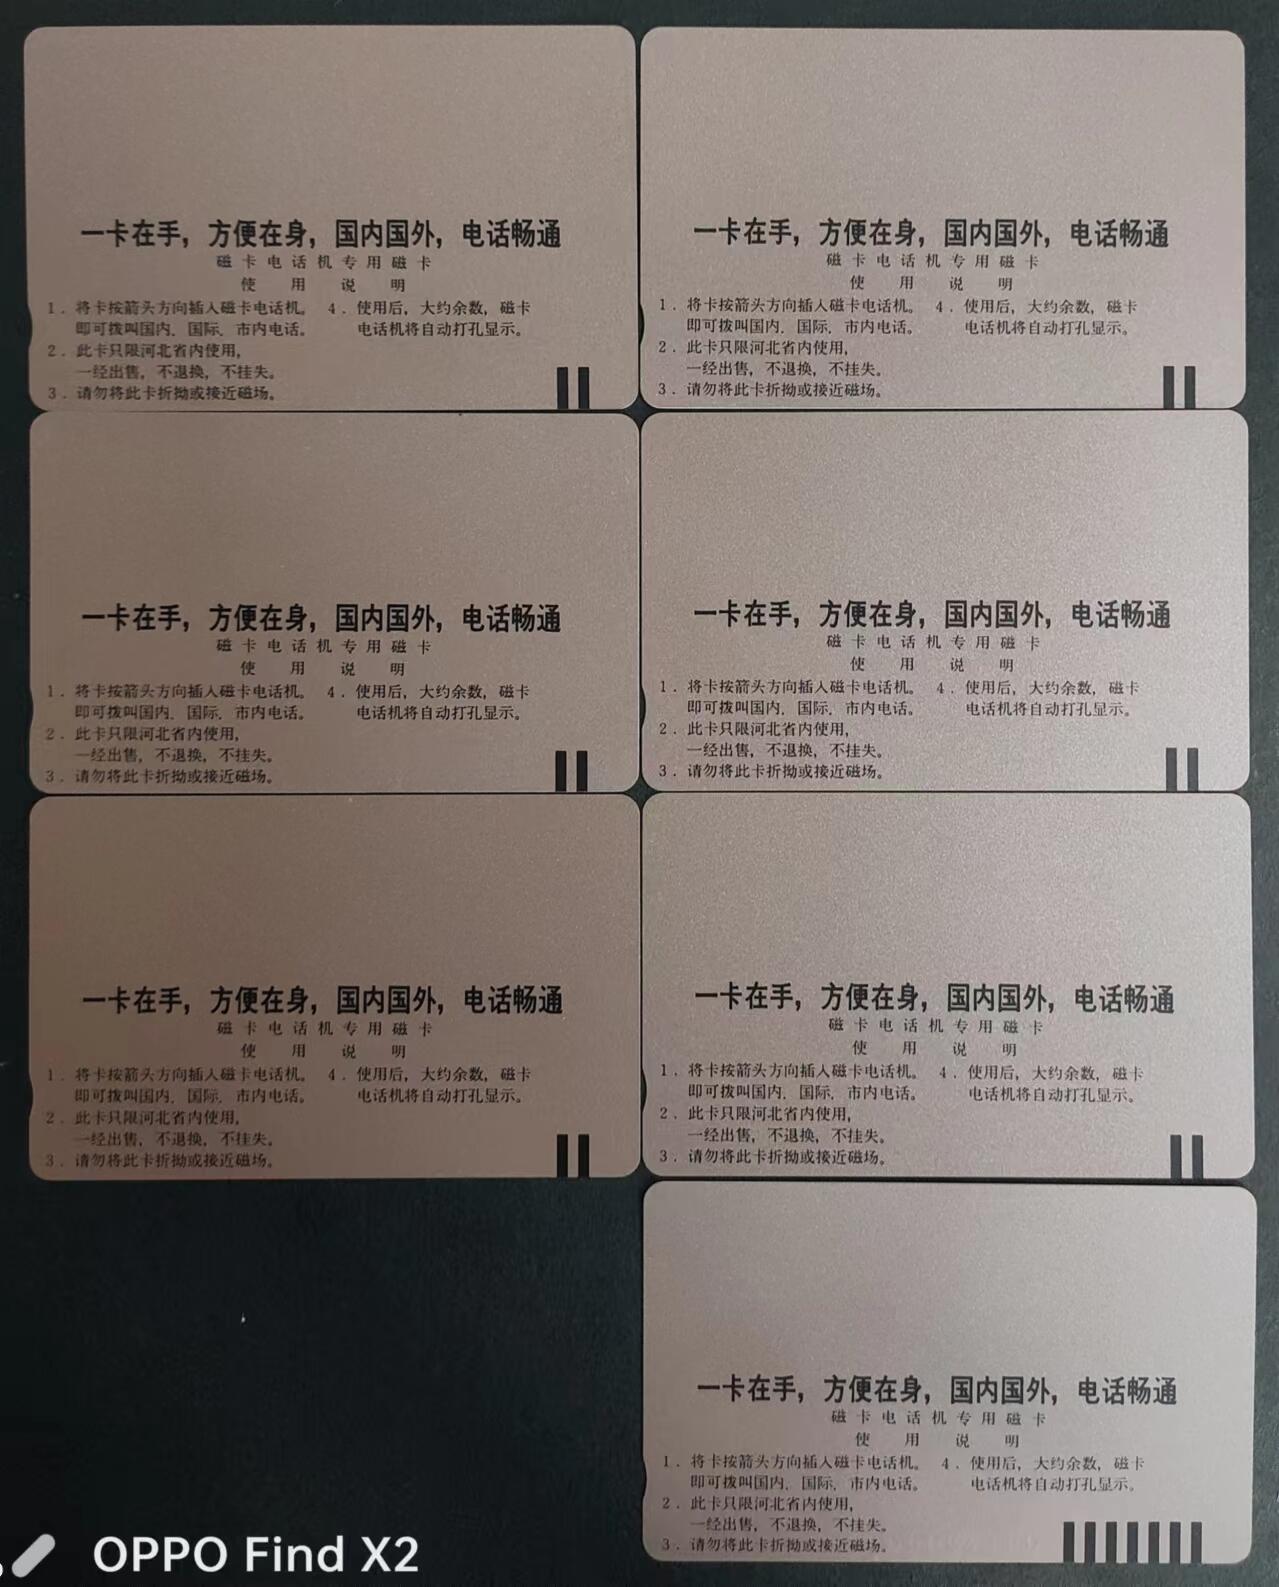 一卡在手，方便在身，国内国外，电话畅通
磁卡电话机专用磁卡
使用说明
1．将卡按箭头方向插入磁卡电话机。
即可拨叫国内．国际．市内电话。
2．此卡只限河北省内使用，
一经出售，不退换，不挂失。
3．请勿将此卡折拗或接近磁场。
4．使用后，大约余数，磁卡
电话机将自动打孔显示。
一卡在手，方便在身，国内国外，电话畅通
磁卡电话机专用磁卡
使用说明
1．将卡按箭头方向插入磁卡电话机。
即可拨叫国内．国际．市内电话。
2．此卡只限河北省内使用，
一经出售，不退换，不挂失。
3．请勿将此卡折拗或接近磁场。
4．使用后，大约余数，磁卡
电话机将自动打孔显示。
一卡在手，方便在身，国内国外，电话畅通
磁卡电话机专用磁卡
使用说明
1．将卡按箭头方向插入磁卡电话机。
即可拨叫国内．国际．市内电话。
2．此卡只限河北省内使用，
一经出售，不退换，不挂失。
3．请勿将此卡折拗或接近磁场。
4．使用后，大约余数，磁卡
电话机将自动打孔显示。
一卡在手，方便在身，国内国外，电话畅通
磁卡电话机专用磁卡
使用说明
1．将卡按箭头方向插入磁卡电话机。
即可拨叫国内．国际．市内电话。
2．此卡只限河北省内使用，
一经出售，不退换，不挂失。
3．请勿将此卡折拗或接近磁场。
4．使用后，大约余数，磁卡
电话机将自动打孔显示。
一卡在手，方便在身，国内国外，电话畅通
磁卡电话机专用磁卡
使用说明
1．将卡按箭头方向插入磁卡电话机。
即可拨叫国内．国际．市内电话。
2．此卡只限河北省内使用，
一经出售，不退换，不挂失。
3．请勿将此卡折拗或接近磁场。
4．使用后，大约余数，磁卡
电话机将自动打孔显示。
一卡在手，方便在身，国内国外，电话畅通
磁卡电话机专用磁卡
使用说明
1．将卡按箭头方向插入磁卡电话机。
即可拨叫国内．国际．市内电话。
2．此卡只限河北省内使用，
一经出售，不退换，不挂失。
3．请勿将此卡折拗或接近磁场。
4．使用后，大约余数，磁卡
电话机将自动打孔显示。
一卡在手，方便在身，国内国外，电话畅通
磁卡电话机专用磁卡
使用说明
1．将卡按箭头方向插入磁卡电话机。
即可拨叫国内．国际．市内电话。
2．此卡只限河北省内使用，
一经出售，不退换，不挂失。
3．请勿将此卡折拗或接近磁场。
4．使用后，大约余数，磁卡
电话机将自动打孔显示。
OPPO Find X2